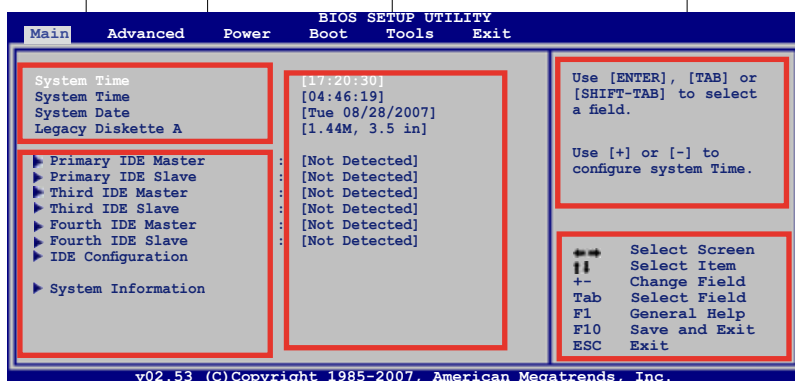 BIOS SETUP UTILITY
Main Advanced Power Boot Tools Exit
System Time [17:20:30]
System Time [04:46:19]
System Date [Tue 08/28/2007]
Legacy Diskette A [1.44M, 3.5 in]
Primary IDE Master : [Not Detected]
Primary IDE Slave : [Not Detected]
Third IDE Master : [Not Detected]
Third IDE Slave : [Not Detected]
Fourth IDE Master : [Not Detected]
Fourth IDE Slave : [Not Detected]
IDE Configuration
System Information
Use [ENTER], [TAB] or
[SHIFT-TAB] to select
a field.
Use [+] or [-] to
configure system Time.
←→ Select Screen
↑↓ Select Item
+- Change Field
Tab Select Field
F1 General Help
F10 Save and Exit
ESC Exit
v02.53 (C)Copyright 1985-2007, American Megatrends, Inc.